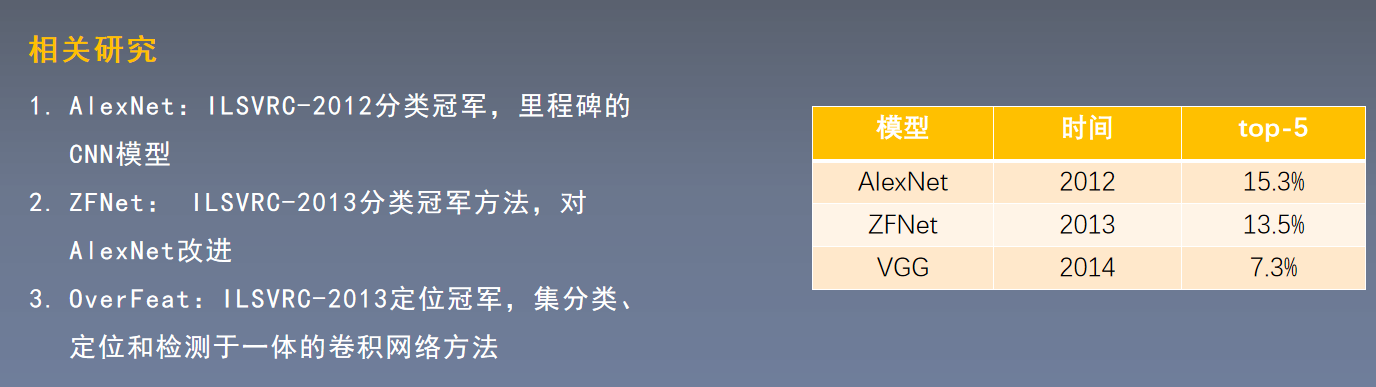 相关研究
1. AlexNet：ILSVRC-2012分类冠军，里程碑的
CNN模型
2. ZFNet： ILSVRC-2013分类冠军方法，对
AlexNet改进
3. OverFeat：ILSVRC-2013定位冠军，集分类、
定位和检测于一体的卷积网络方法
模型 时间 top-5
AlexNet 2012 15.3%
ZFNet 2013 13.5%
VGG 2014 7.3%